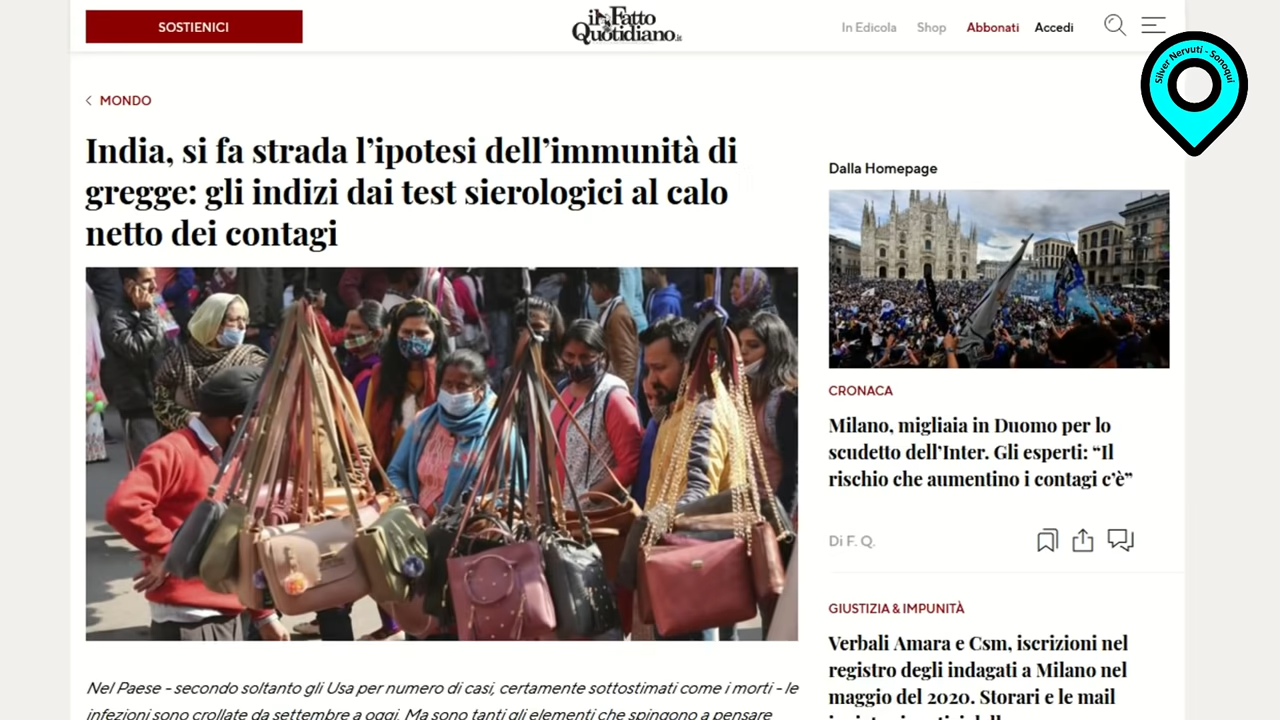 SOSTIENICI
il Fatto
Quotidiano.it
In Edicola
Shop
Abbonati
Accedi
Silver Nervuti - Sonoqui
MONDO
India, si fa strada l’ipotesi dell’immunità di
gregge: gli indizi dai test sierologici al calo
netto dei contagi
Nel Paese - secondo soltanto gli Usa per numero di casi, certamente sottostimati come i morti - le
infezioni sono crollate da settembre a oggi. Ma sono tanti gli elementi che spingono a pensare
Dalla Homepage
CRONACA
Milano, migliaia in Duomo per lo
scudetto dell’Inter. Gli esperti: “Il
rischio che aumentino i contagi c’è”
Di F. Q.
GIUSTIZIA & IMPUNITÀ
Verbali Amara e Csm, iscrizioni nel
registro degli indagati a Milano nel
maggio del 2020. Storari e le mail